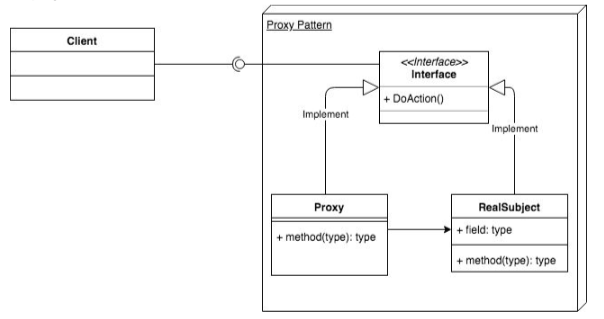 Proxy Pattern
Client
<<Interface>>
Interface
+ DoAction()
Implement
Implement
Proxy
+ method(type): type
RealSubject
+ field: type
+ method(type): type